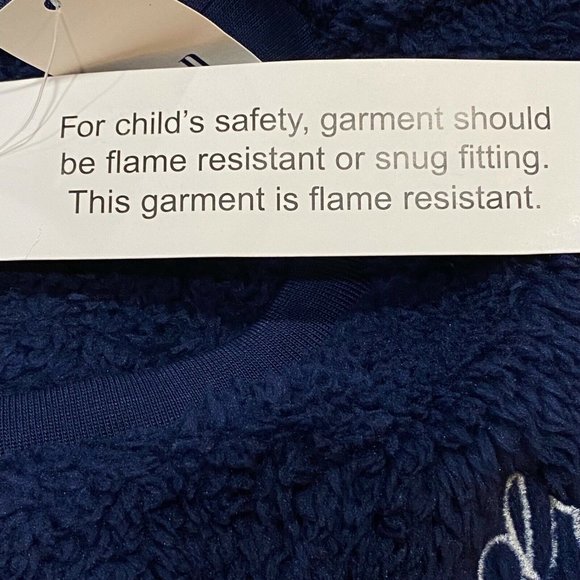 For child's safety, garment should
be flame resistant or snug fitting.
This garment is flame resistant.